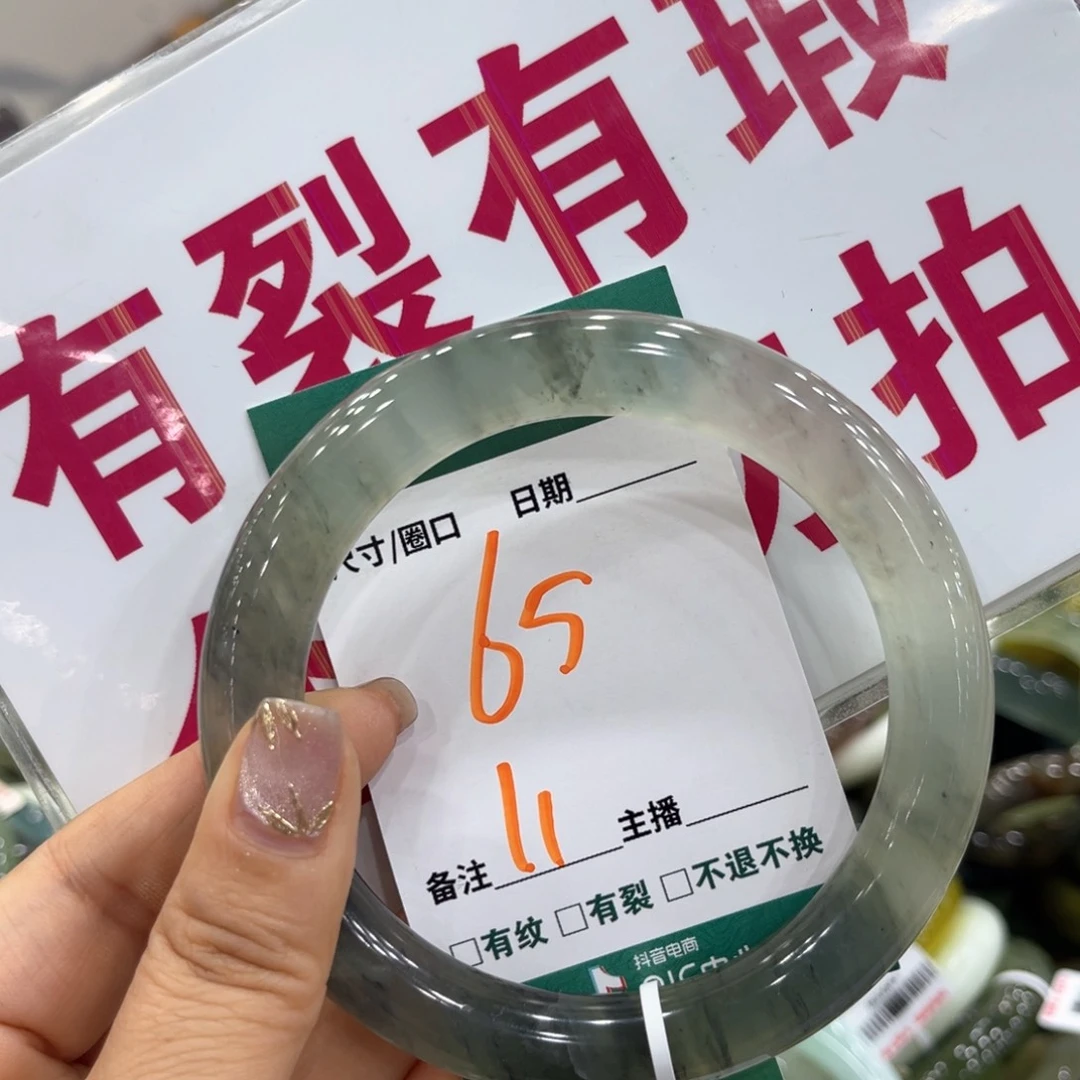 有裂有瑕
拍
日期
尺寸/圈口
65
主播
备注 11
□有纹 □有裂 □不退不换
抖音电商
QIC